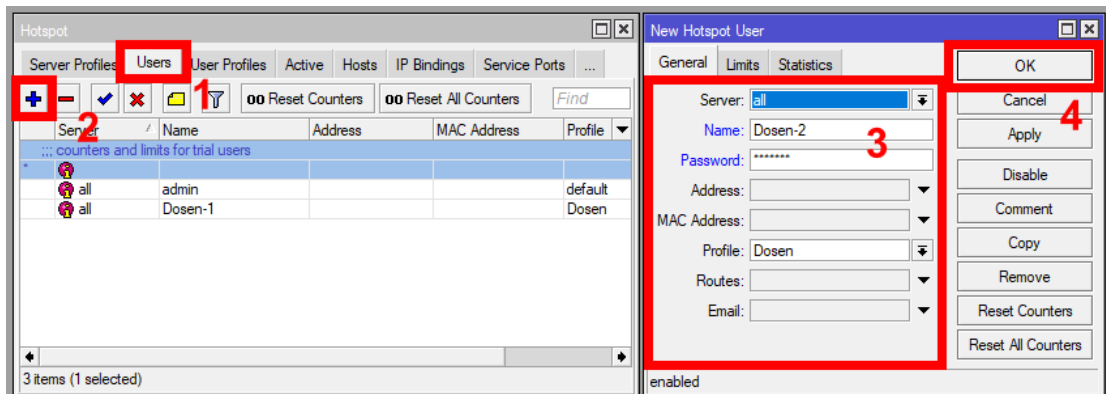 Hotspot
Server Profiles Users User Profiles Active Hosts IP Bindings Service Ports ...
1
00 Reset Counters 00 Reset All Counters Find
2
Server Name Address MAC Address Profile
;;; counters and limits for trial users
*
all admin default
all Dosen-1 Dosen
3 items (1 selected)
New Hotspot User
General Limits Statistics
Server: all
Name: Dosen-2
3
Password: *******
Address:
MAC Address:
Profile: Dosen
Routes:
Email:
enabled
OK
Cancel
4
Apply
Disable
Comment
Copy
Remove
Reset Counters
Reset All Counters